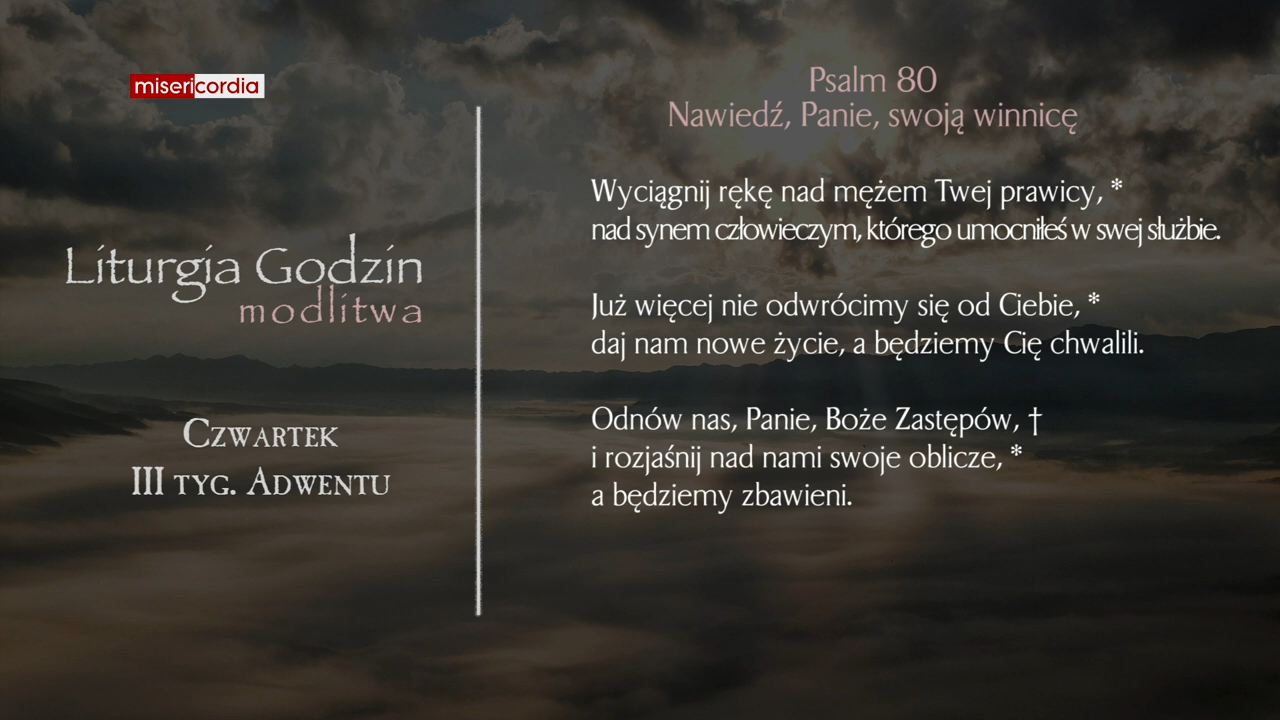 misericordia
Liturgia Godzin
modlitwa
Czwartek
III tyg. Adwentu
Psalm 80
Nawiedź, Panie, swoją winnicę
Wyciągnij rękę nad mężem Twej prawicy, *
nad synem człowieczym, którego umocniłeś w swej służbie.
Już więcej nie odwrócimy się od Ciebie, *
daj nam nowe życie, a będziemy Cię chwalili.
Odnów nas, Panie, Boże Zastępów, †
i rozjaśnij nad nami swoje oblicze, *
a będziemy zbawieni.